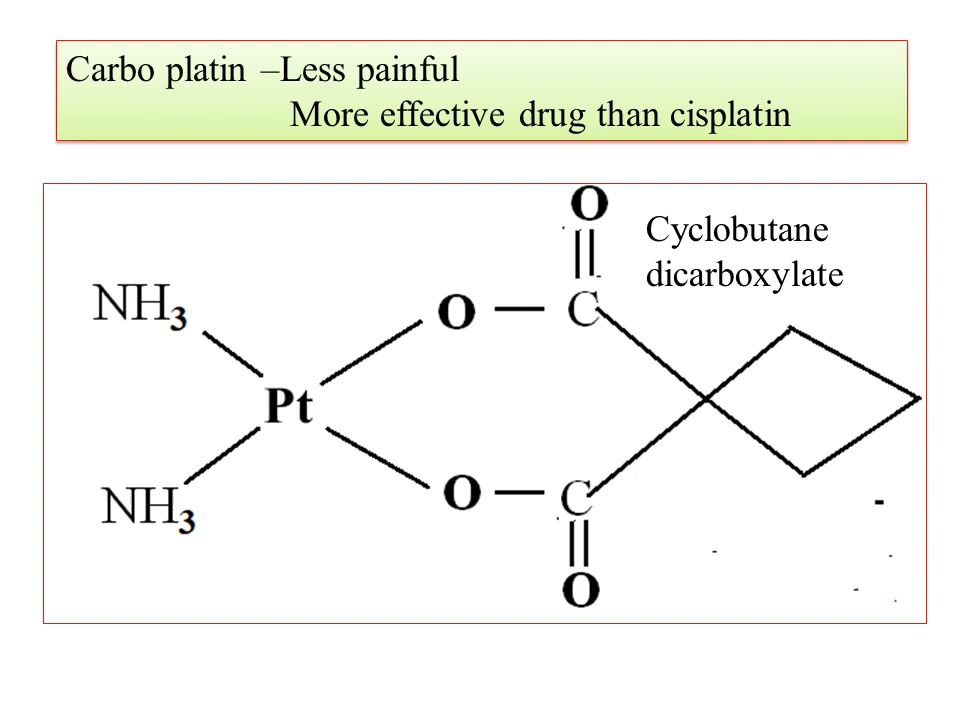 Carbo platin –Less painful
More effective drug than cisplatin
O
Cyclobutane
dicarboxylate
NH3
O — C
Pt
NH3
O — C
O